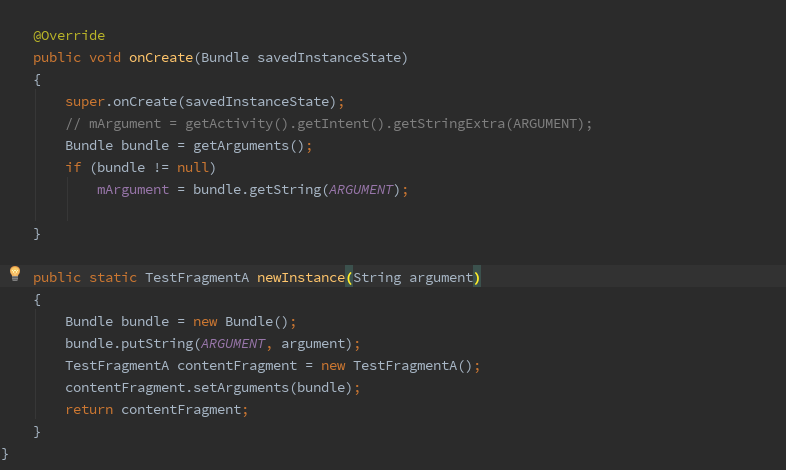 @Override
public void onCreate(Bundle savedInstanceState)
{
super.onCreate(savedInstanceState);
// mArgument = getActivity().getIntent().getStringExtra(ARGUMENT);
Bundle bundle = getArguments();
if (bundle != null)
mArgument = bundle.getString(ARGUMENT);
}
public static TestFragmentA newInstance(String argument)
{
Bundle bundle = new Bundle();
bundle.putString(ARGUMENT, argument);
TestFragmentA contentFragment = new TestFragmentA();
contentFragment.setArguments(bundle);
return contentFragment;
}
}